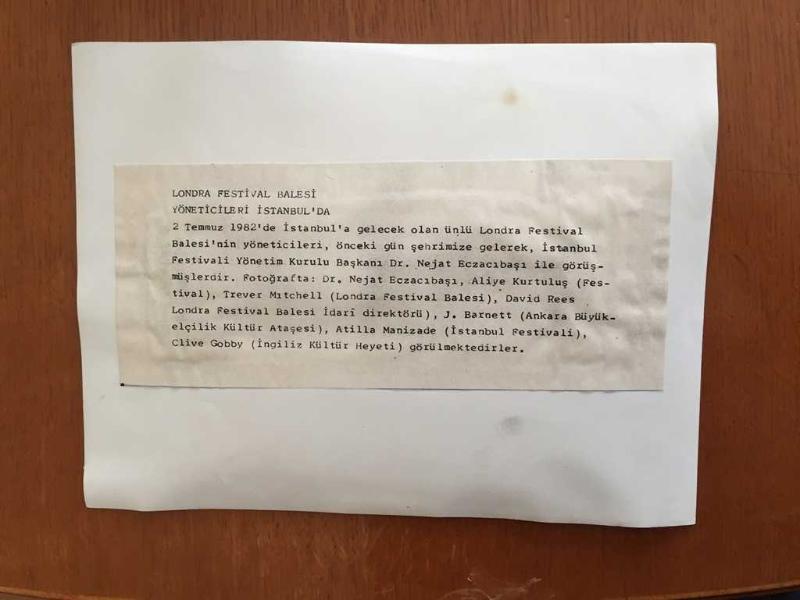 LONDRA FESTİVAL BALESİ
YÖNETİCİLERİ İSTANBUL'DA
2 Temmuz 1982'de İstanbul'a gelecek olan ünlü Londra Festival
Balesi'nin yöneticileri, önceki gün şehrimize gelerek, İstanbul
Festivali Yönetim Kurulu Başkanı Dr. Nejat Eczacıbaşı ile görüş-
müşlerdir. Fotoğrafta: Dr. Nejat Eczacıbaşı, Aliye Kurtuluş (Fes-
tival), Trever Mitchell (Londra Festival Balesi), David Rees
Londra Festival Balesi İdari direktörü), J. Barnett (Ankara Büyük-
elçilik Kültür Ataşesi), Atilla Manizade (İstanbul Festivali),
Clive Gobby (İngiliz Kültür Heyeti) görülmektedirler.